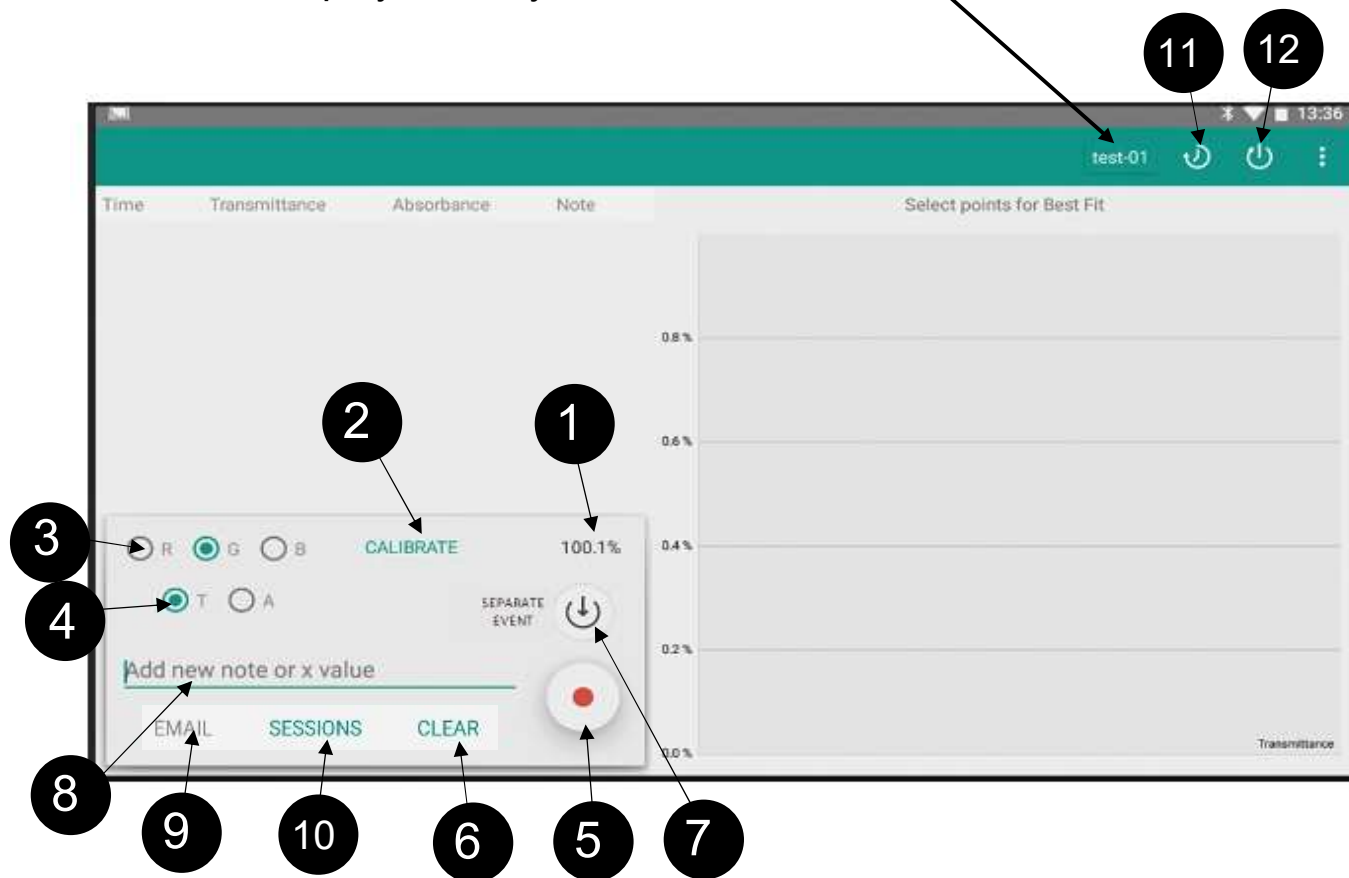 11 12
13:36
test-01
Time Transmittance Absorbance Note
Select points for Best Fit
0.8 %
2 1
0.6 %
3
R G B CALIBRATE 100.1%
0.4 %
4
T A SEPARATE
EVENT
0.2 %
Add new note or x value
EMAIL SESSIONS CLEAR
0.0 %
Transmittance
8
9 10 6 5 7